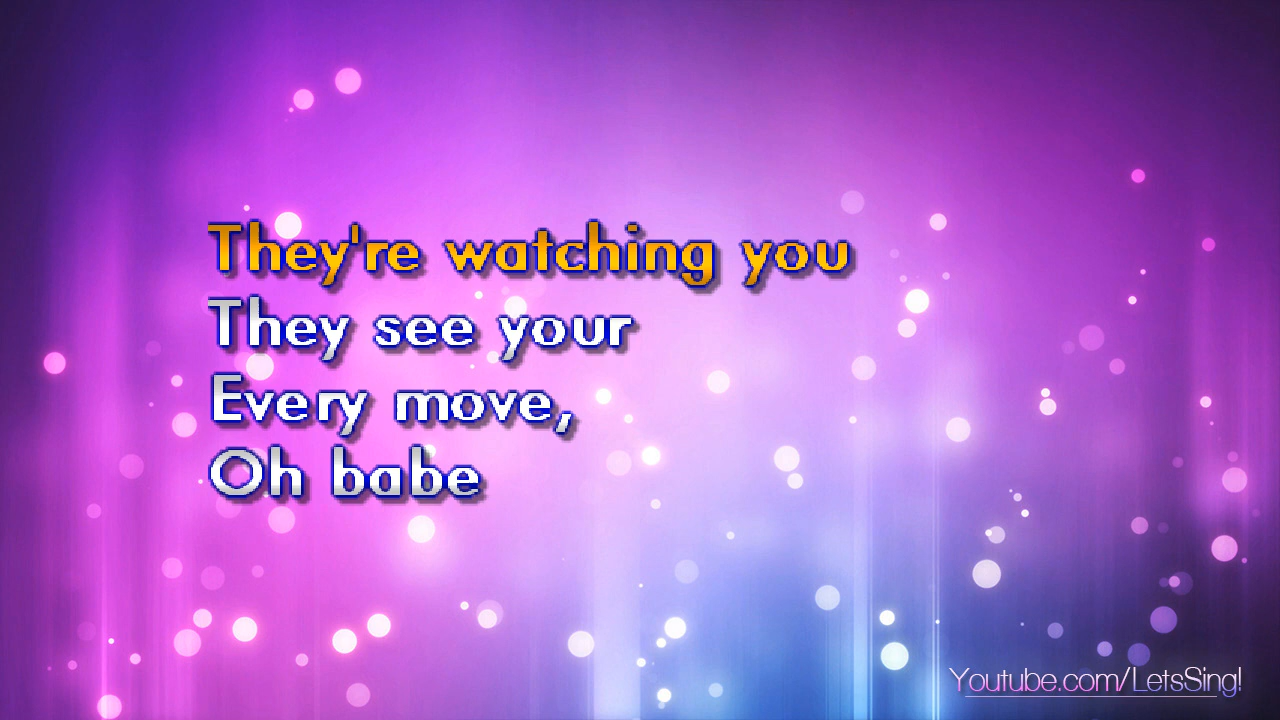 They're watching you
They see your
Every move,
Oh babe
Youtube.com/LetsSing!